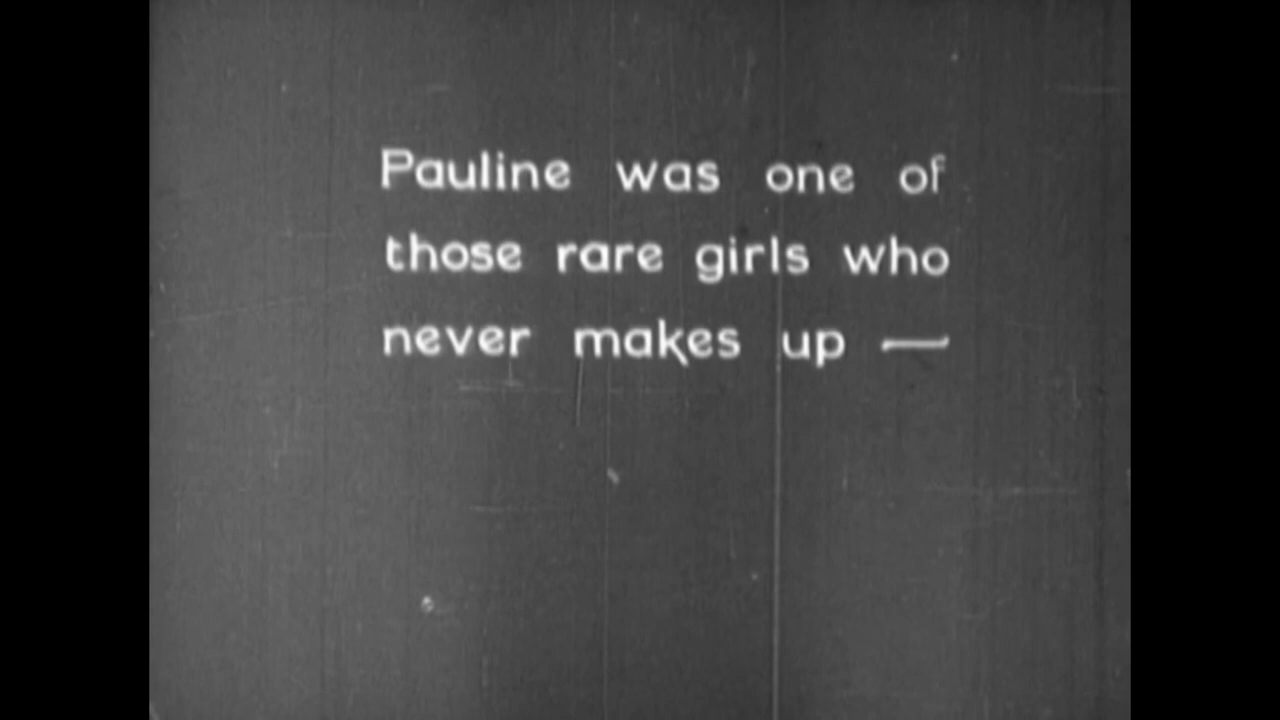 Pauline was one of
those rare girls who
never makes up —